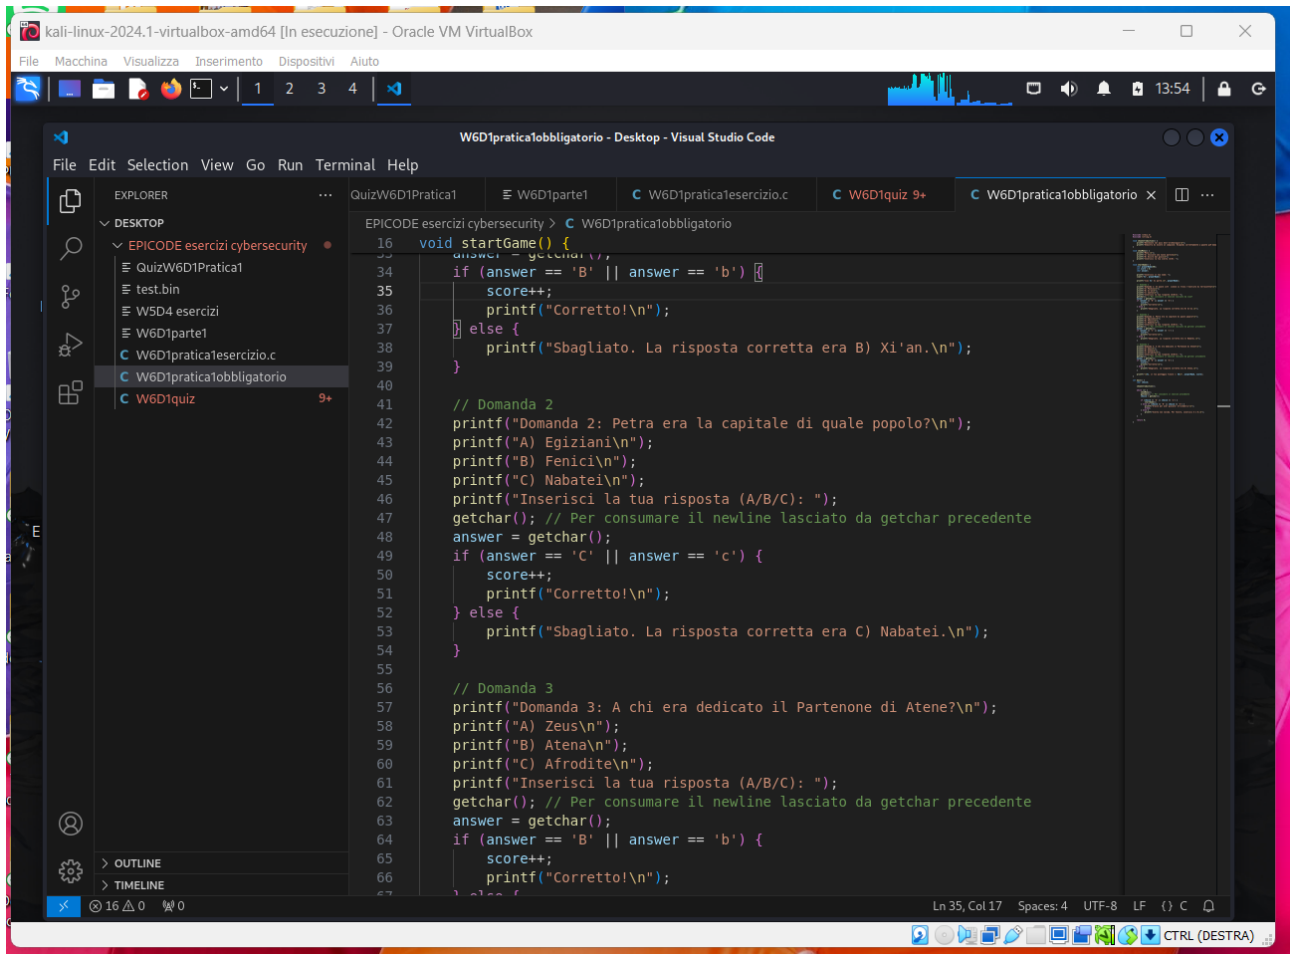 kali-linux-2024.1-virtualbox-amd64 [In esecuzione] - Oracle VM VirtualBox
File Macchina Visualizza Inserimento Dispositivi Aiuto
1 2 3 4 13:54
W6D1pratica1obbligatorio - Desktop - Visual Studio Code
File Edit Selection View Go Run Terminal Help
EXPLORER
QuizW6D1Pratica1 W6D1parte1 C W6D1pratica1esercizio.c C W6D1quiz 9+ C W6D1pratica1obbligatorio
DESKTOP
EPICODE esercizi cybersecurity
QuizW6D1Pratica1
test.bin
W5D4 esercizi
W6D1parte1
C W6D1pratica1esercizio.c
C W6D1pratica1obbligatorio
C W6D1quiz 9+
OUTLINE
TIMELINE
EPICODE esercizi cybersecurity > C W6D1pratica1obbligatorio
16 void startGame() {
33 answer = getchar();
34 if (answer == 'B' || answer == 'b') {
35 score++;
36 printf("Corretto!\n");
37 } else {
38 printf("Sbagliato. La risposta corretta era B) Xi'an.\n");
39 }
40
41 // Domanda 2
42 printf("Domanda 2: Petra era la capitale di quale popolo?\n");
43 printf("A) Egiziani\n");
44 printf("B) Fenici\n");
45 printf("C) Nabatei\n");
46 printf("Inserisci la tua risposta (A/B/C): ");
47 getchar(); // Per consumare il newline lasciato da getchar precedente
48 answer = getchar();
49 if (answer == 'C' || answer == 'c') {
50 score++;
51 printf("Corretto!\n");
52 } else {
53 printf("Sbagliato. La risposta corretta era C) Nabatei.\n");
54 }
55
56 // Domanda 3
57 printf("Domanda 3: A chi era dedicato il Partenone di Atene?\n");
58 printf("A) Zeus\n");
59 printf("B) Atena\n");
60 printf("C) Afrodite\n");
61 printf("Inserisci la tua risposta (A/B/C): ");
62 getchar(); // Per consumare il newline lasciato da getchar precedente
63 answer = getchar();
64 if (answer == 'B' || answer == 'b') {
65 score++;
66 printf("Corretto!\n");
67 } else {
16 0 0 Ln 35, Col 17 Spaces: 4 UTF-8 LF {} C
CTRL (DESTRA)